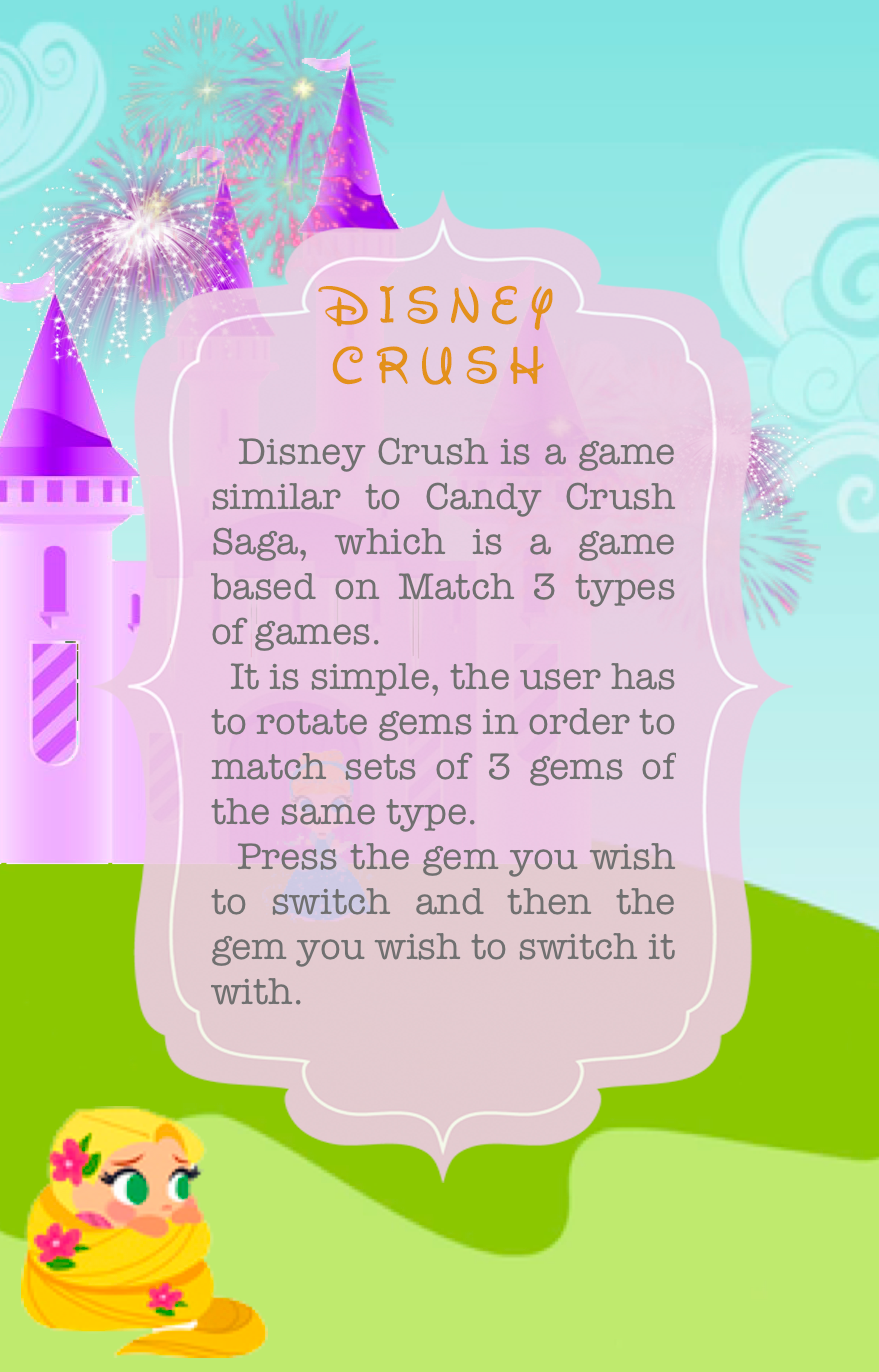 DISNEY
CRUSH
Disney Crush is a game
similar to Candy Crush
Saga, which is a game
based on Match 3 types
of games.
It is simple, the user has
to rotate gems in order to
match sets of 3 gems of
the same type.
Press the gem you wish
to switch and then the
gem you wish to switch it
with.